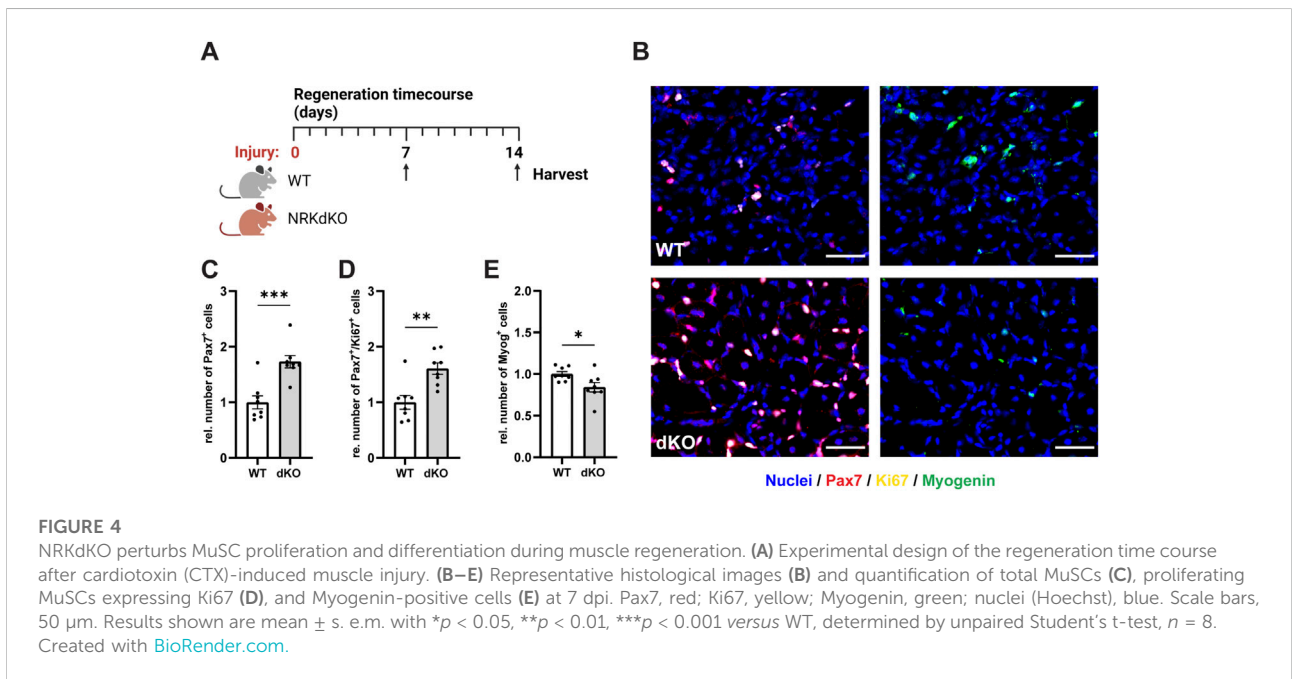 A
Regeneration timecourse
(days)
Injury: 0 7 14
WT
Harvest
NRKdKO
B
WT
dKO
Nuclei / Pax7 / Ki67 / Myogenin
C
rel. number of Pax7+ cells
3
2
1
0
***
WT dKO
D
re. number of Pax7+/Ki67+ cells
3
2
1
0
**
WT dKO
E
rel. number of Myog+ cells
2.0
1.5
1.0
0.5
0.0
*
WT dKO
FIGURE 4
NRKdKO perturbs MuSC proliferation and differentiation during muscle regeneration. (A) Experimental design of the regeneration time course
after cardiotoxin (CTX)-induced muscle injury. (B–E) Representative histological images (B) and quantification of total MuSCs (C), proliferating
MuSCs expressing Ki67 (D), and Myogenin-positive cells (E) at 7 dpi. Pax7, red; Ki67, yellow; Myogenin, green; nuclei (Hoechst), blue. Scale bars,
50 μm. Results shown are mean ± s. e.m. with *p < 0.05, **p < 0.01, ***p < 0.001 versus WT, determined by unpaired Student's t-test, n = 8.
Created with BioRender.com.